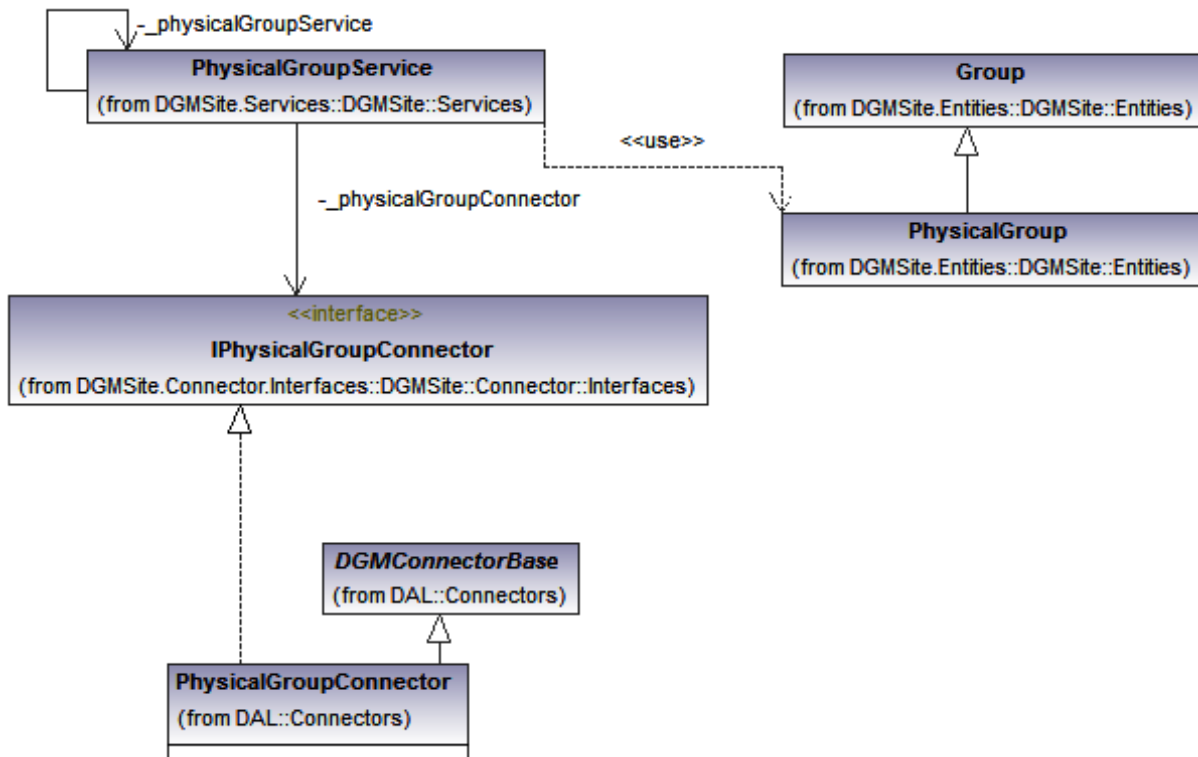 -_physicalGroupService
PhysicalGroupService
(from DGMSite.Services::DGMSite::Services)
Group
(from DGMSite.Entities::DGMSite::Entities)
<<use>>
-_physicalGroupConnector
PhysicalGroup
(from DGMSite.Entities::DGMSite::Entities)
<<interface>>
IPhysicalGroupConnector
(from DGMSite.Connector.Interfaces::DGMSite::Connector::Interfaces)
DGMConnectorBase
(from DAL::Connectors)
PhysicalGroupConnector
(from DAL::Connectors)